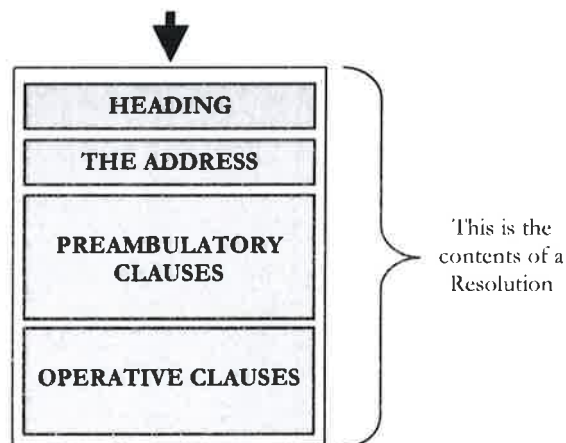 HEADING
THE ADDRESS
PREAMBULATORY
CLAUSES
OPERATIVE CLAUSES
This is the
contents of a
Resolution